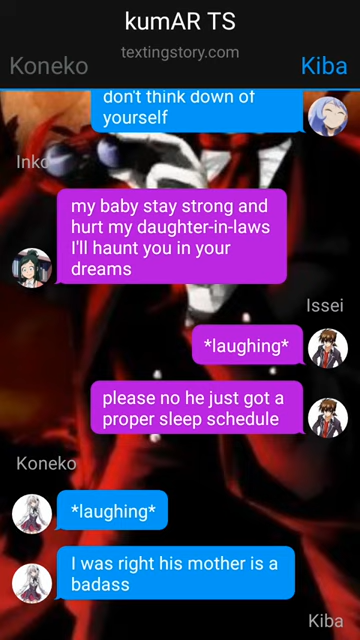 kumAR TS
textingstory.com
Koneko
Kiba
don't think down of
yourself
Inko
my baby stay strong and
hurt my daughter-in-laws
I'll haunt you in your
dreams
Issei
*laughing*
please no he just got a
proper sleep schedule
Koneko
*laughing*
I was right his mother is a
badass
Kiba